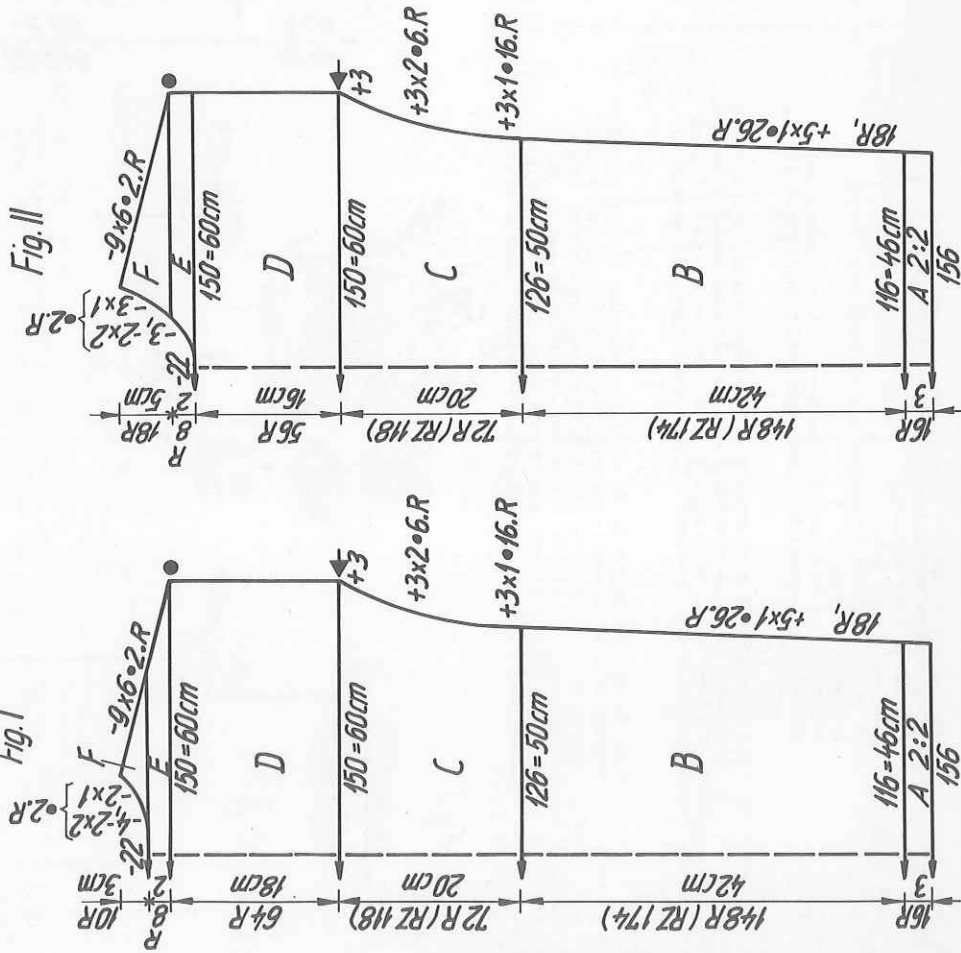 Fig. I
-22
-4,-2x2
-2x1
•2.R
F
-9x6•2.R
E
150=60cm
D
150=60cm
+3
C
+3x2•6.R
+3x1•16.R
126=50cm
B
18R,
+5x1•26.R
116=46cm
A 2:2
156
10R
3cm
8
R
2
64R
18cm
72R (RZ 118)
20cm
148R (RZ 174)
42cm
16R
3
Fig. II
-22
-3,-2x2
-3x1
•2.R
F
-9x6•2.R
E
150=60cm
D
150=60cm
+3
C
+3x2•6.R
+3x1•16.R
126=50cm
B
18R,
+5x1•26.R
116=46cm
A 2:2
156
18R
5cm
8
R
2
56R
16cm
72R (RZ 118)
20cm
148R (RZ 174)
42cm
16R
3